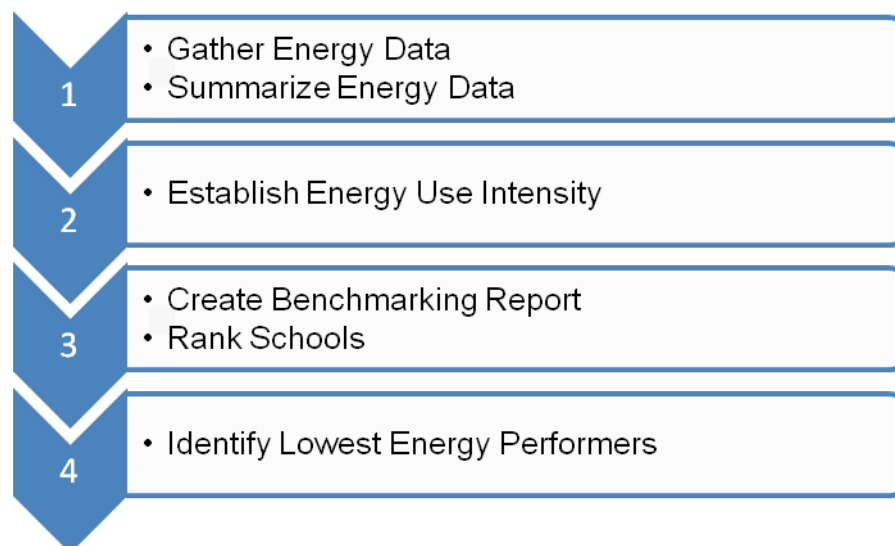 1
• Gather Energy Data
• Summarize Energy Data
2
• Establish Energy Use Intensity
3
• Create Benchmarking Report
• Rank Schools
4
• Identify Lowest Energy Performers